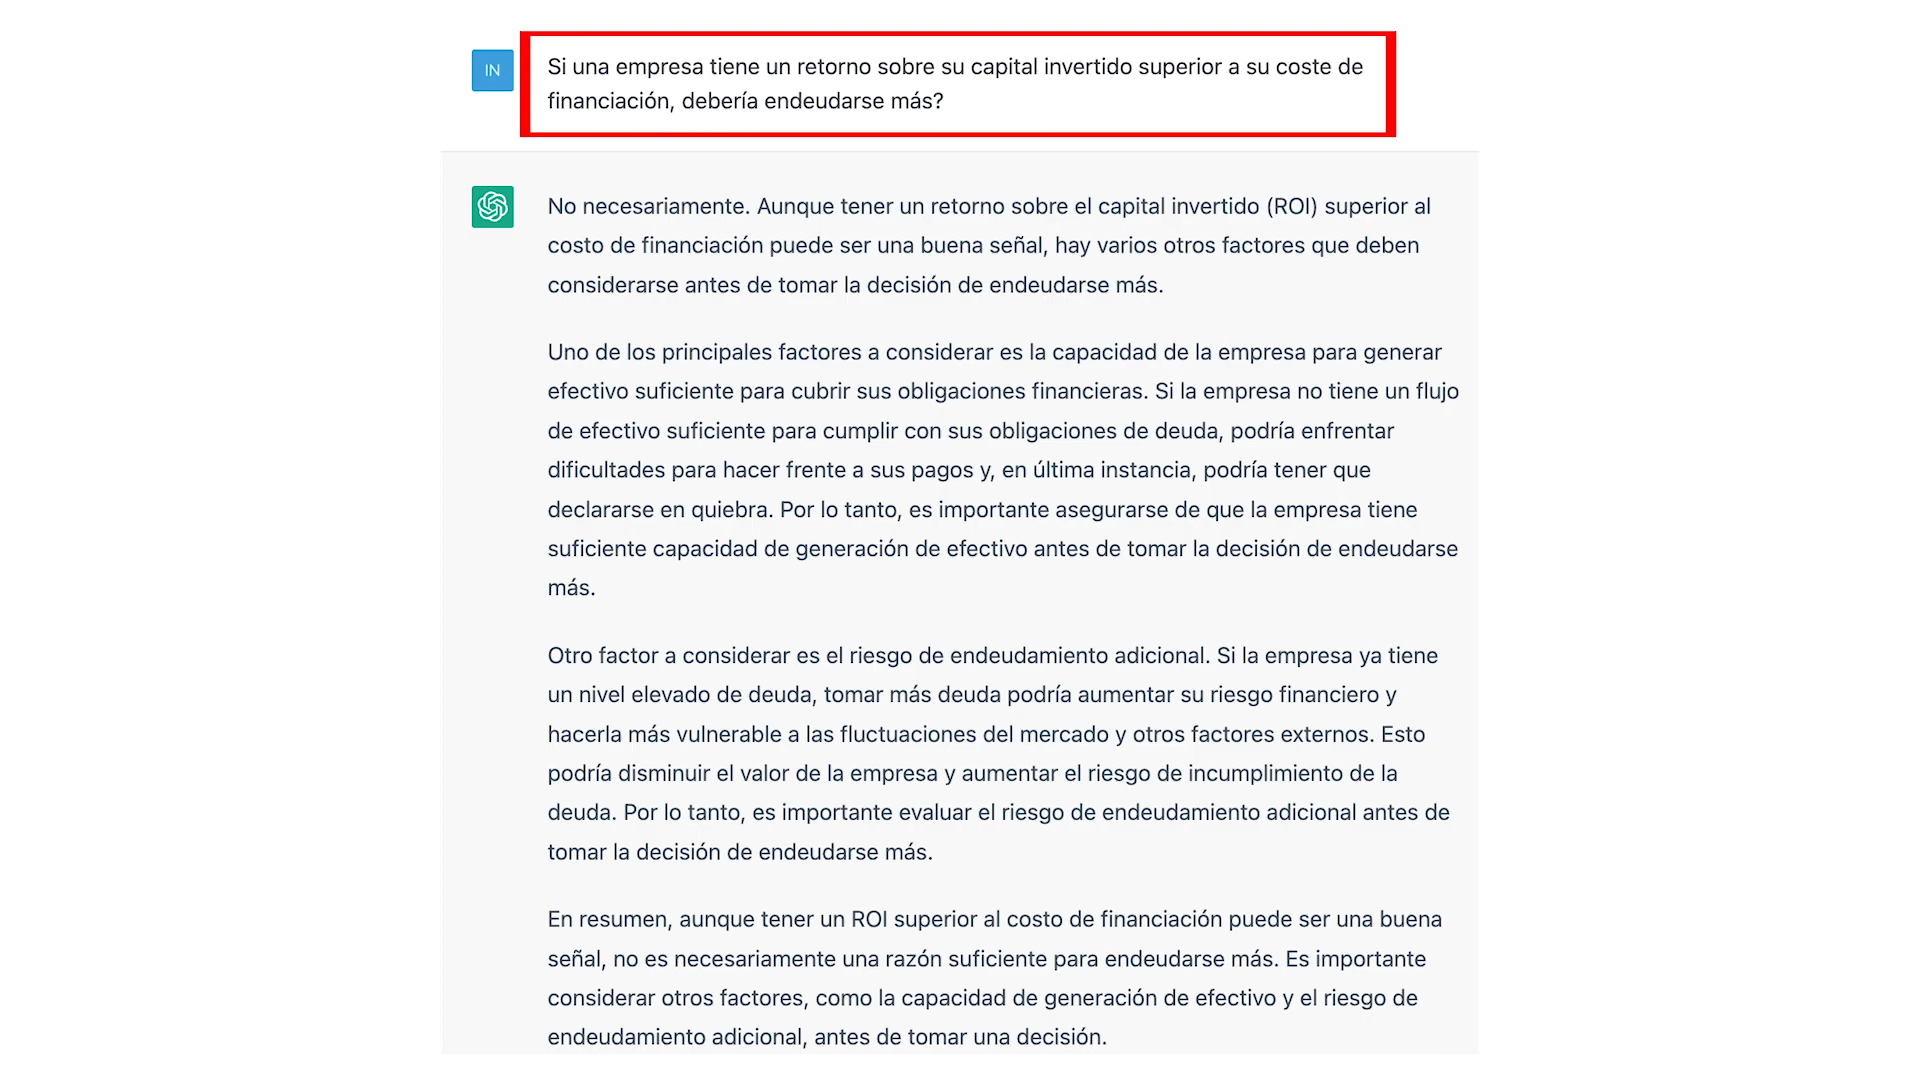 IN
Si una empresa tiene un retorno sobre su capital invertido superior a su coste de
financiación, debería endeudarse más?
No necesariamente. Aunque tener un retorno sobre el capital invertido (ROI) superior al
costo de financiación puede ser una buena señal, hay varios otros factores que deben
considerarse antes de tomar la decisión de endeudarse más.
Uno de los principales factores a considerar es la capacidad de la empresa para generar
efectivo suficiente para cubrir sus obligaciones financieras. Si la empresa no tiene un flujo
de efectivo suficiente para cumplir con sus obligaciones de deuda, podría enfrentar
dificultades para hacer frente a sus pagos y, en última instancia, podría tener que
declararse en quiebra. Por lo tanto, es importante asegurarse de que la empresa tiene
suficiente capacidad de generación de efectivo antes de tomar la decisión de endeudarse
más.
Otro factor a considerar es el riesgo de endeudamiento adicional. Si la empresa ya tiene
un nivel elevado de deuda, tomar más deuda podría aumentar su riesgo financiero y
hacerla más vulnerable a las fluctuaciones del mercado y otros factores externos. Esto
podría disminuir el valor de la empresa y aumentar el riesgo de incumplimiento de la
deuda. Por lo tanto, es importante evaluar el riesgo de endeudamiento adicional antes de
tomar la decisión de endeudarse más.
En resumen, aunque tener un ROI superior al costo de financiación puede ser una buena
señal, no es necesariamente una razón suficiente para endeudarse más. Es importante
considerar otros factores, como la capacidad de generación de efectivo y el riesgo de
endeudamiento adicional, antes de tomar una decisión.